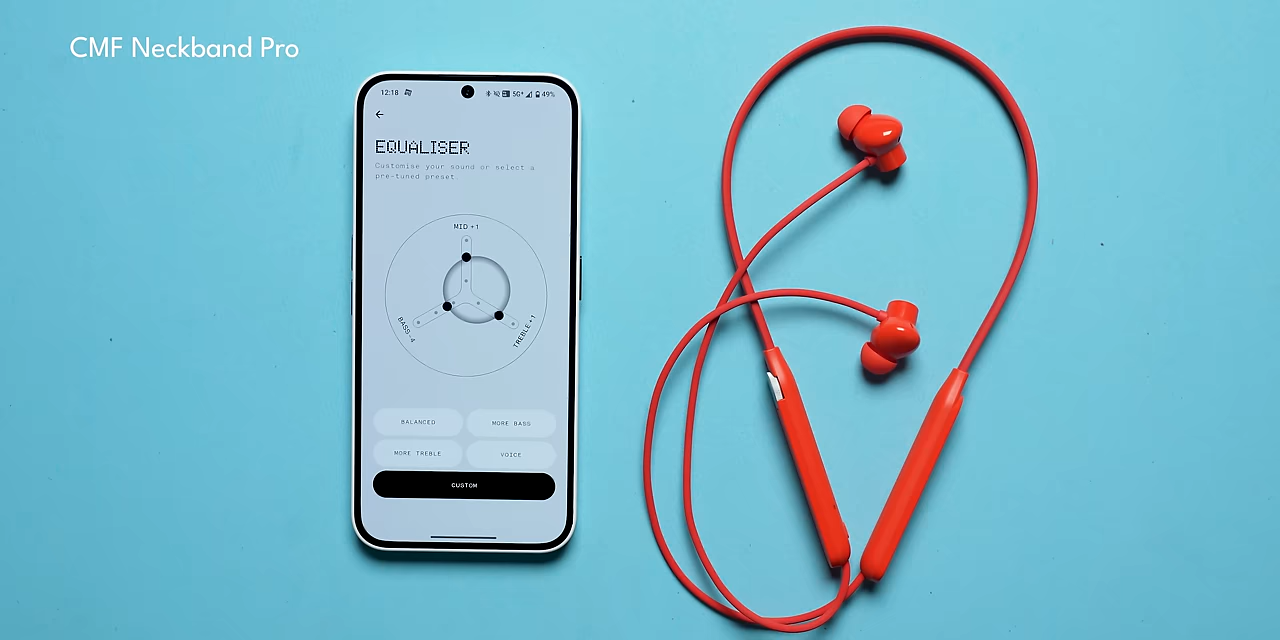 CMF Neckband Pro
12:18
5G+ 49%
EQUALISER
Customise your sound or select a
pre-tuned preset.
MID +1
BASS -4
TREBLE +1
BALANCED
MORE BASS
MORE TREBLE
VOICE
CUSTOM